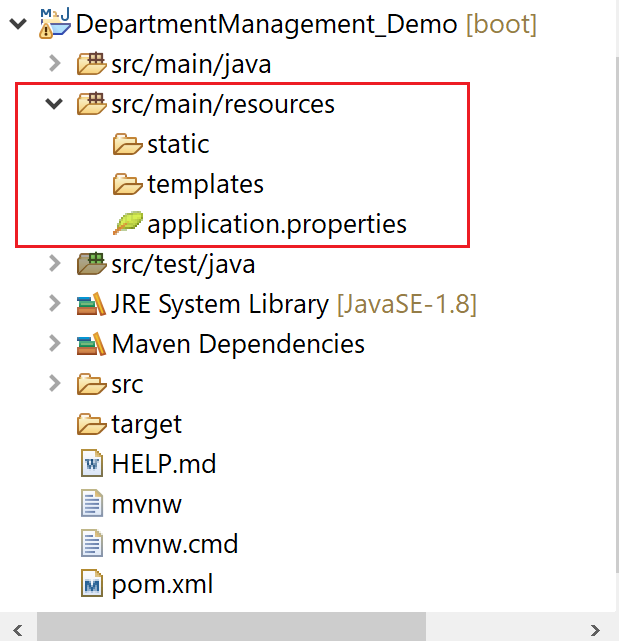 DepartmentManagement_Demo [boot]
src/main/java
src/main/resources
static
templates
application.properties
src/test/java
JRE System Library [JavaSE-1.8]
Maven Dependencies
src
target
HELP.md
mvnw
mvnw.cmd
pom.xml